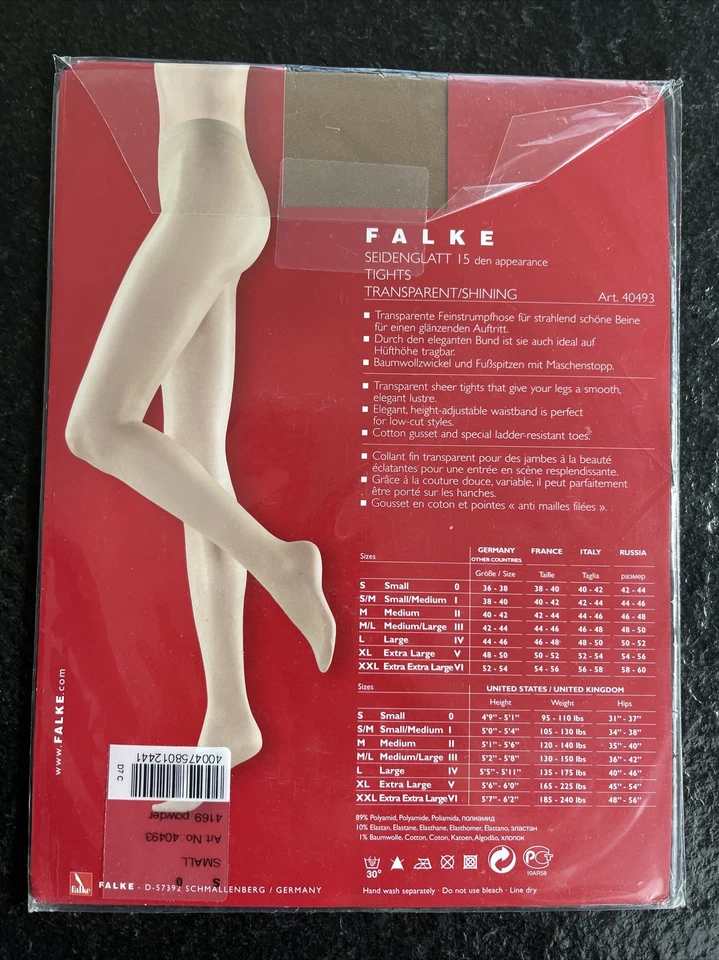 FALKE
SEIDENGLATT 15 den appearance
TIGHTS
TRANSPARENT/SHINING Art. 40493
Transparente Feinstrumpfhose für strahlend schöne Beine
für einen glänzenden Auftritt.
Durch den eleganten Bund ist sie auch ideal auf
Hüfthöhe tragbar.
Baumwollzwickel und Fußspitzen mit Maschenstopp.
Transparent sheer tights that give your legs a smooth,
elegant lustre.
Elegant, height-adjustable waistband is perfect
for low-cut styles.
Cotton gusset and special ladder-resistant toes.
Collant fin transparent pour des jambes à la beauté
éclatantes pour une entrée en scène resplendissante.
Grâce à la couture douce, variable, il peut parfaitement
être porté sur les hanches.
Gousset en coton et pointes « anti mailles filées ».
Sizes GERMANY OTHER COUNTRIES FRANCE ITALY RUSSIA
Größe / Size Taille Taglia размер
S Small 0 36 - 38 38 - 40 40 - 42 42 - 44
S/M Small/Medium I 38 - 40 40 - 42 42 - 44 44 - 46
M Medium II 40 - 42 42 - 44 44 - 46 46 - 48
M/L Medium/Large III 42 - 44 44 - 46 46 - 48 48 - 50
L Large IV 44 - 46 46 - 48 48 - 50 50 - 52
XL Extra Large V 48 - 50 50 - 52 52 - 54 54 - 56
XXL Extra Extra Large VI 52 - 54 54 - 56 56 - 58 58 - 60
Sizes UNITED STATES / UNITED KINGDOM
Height Weight Hips
S Small 0 4'9" - 5'1" 95 - 110 lbs 31" - 37"
S/M Small/Medium I 5'0" - 5'4" 105 - 130 lbs 34" - 38"
M Medium II 5'1" - 5'6" 120 - 140 lbs 35" - 40"
M/L Medium/Large III 5'2" - 5'8" 130 - 150 lbs 36" - 42"
L Large IV 5'5" - 5'11" 135 - 175 lbs 40" - 46"
XL Extra Large V 5'6" - 6'0" 165 - 225 lbs 45" - 54"
XXL Extra Extra Large VI 5'7" - 6'2" 185 - 240 lbs 48" - 56"
89% Polyamid, Polyamide, Poliamida, полиамид
10% Elastan, Elastane, Elasthane, Elasthomer, Elastano, эластан
1% Baumwolle, Cotton, Coton, Katoen, Algodão, хлопок
30°
10AR58
Hand wash separately · Do not use bleach · Line dry
www.FALKE.com
4004758012441
D7 C
4169 powder
Art No. 40493
SMALL
S 0
falke FALKE - D-57392 SCHMALLENBERG / GERMANY